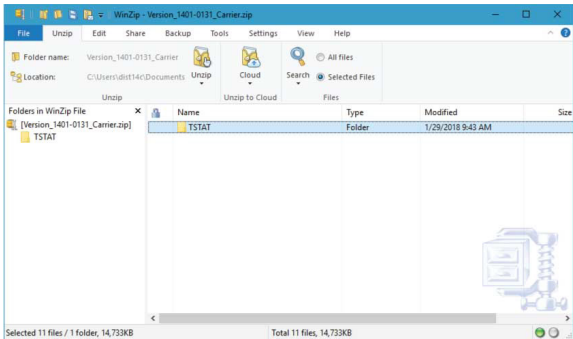 WinZip - Version_1401-0131_Carrier.zip
File Unzip Edit Share Backup Tools Settings View Help
Folder name: Version_1401-0131_Carrier
Location: C:\Users\dist14c\Documents
Unzip
Cloud
Search
All files
Selected Files
Unzip
Unzip to Cloud
Files
Folders in WinZip File
[Version_1401-0131_Carrier.zip]
TSTAT
Name Type Modified Size
TSTAT Folder 1/29/2018 9:43 AM
Selected 11 files / 1 folder, 14,733KB
Total 11 files, 14,733KB